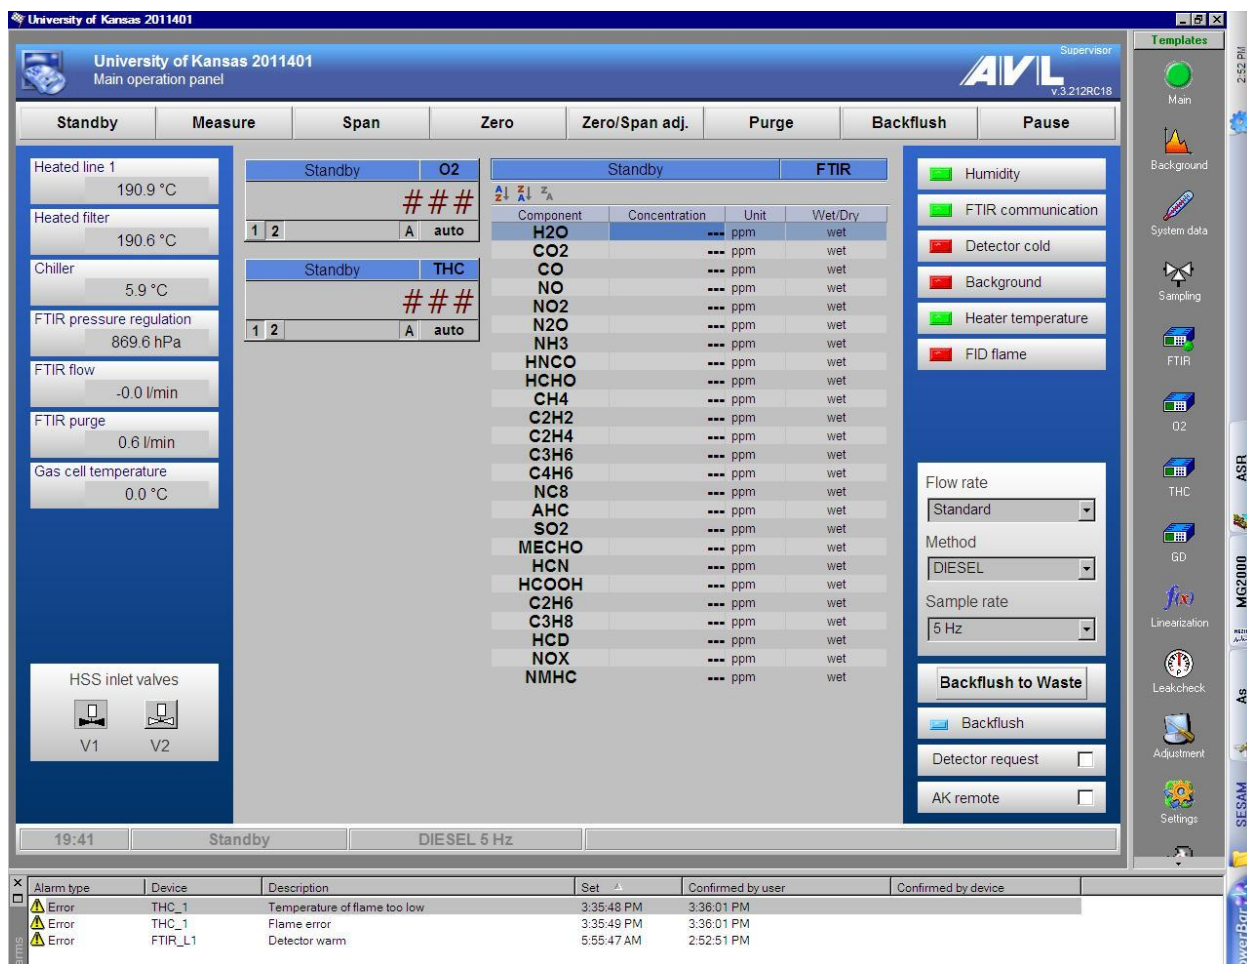 University of Kansas 2011401
Templates
University of Kansas 2011401
Main operation panel
Supervisor
AVL
v.3.212RC18
Standby Measure Span Zero Zero/Span adj. Purge Backflush Pause
Heated line 1
190.9 °C
Heated filter
190.6 °C
Chiller
5.9 °C
FTIR pressure regulation
869.6 hPa
FTIR flow
-0.0 l/min
FTIR purge
0.6 l/min
Gas cell temperature
0.0 °C
HSS inlet valves
V1 V2
Standby O2
###
1 2 A auto
Standby THC
###
1 2 A auto
Standby FTIR
Component Concentration Unit Wet/Dry
H2O --- ppm wet
CO2 --- ppm wet
CO --- ppm wet
NO --- ppm wet
NO2 --- ppm wet
N2O --- ppm wet
NH3 --- ppm wet
HNCO --- ppm wet
HCHO --- ppm wet
CH4 --- ppm wet
C2H2 --- ppm wet
C2H4 --- ppm wet
C3H6 --- ppm wet
C4H6 --- ppm wet
NC8 --- ppm wet
AHC --- ppm wet
SO2 --- ppm wet
MECHO --- ppm wet
HCN --- ppm wet
HCOOH --- ppm wet
C2H6 --- ppm wet
C3H8 --- ppm wet
HCD --- ppm wet
NOX --- ppm wet
NMHC --- ppm wet
Humidity
FTIR communication
Detector cold
Background
Heater temperature
FID flame
Flow rate
Standard
Method
DIESEL
Sample rate
5 Hz
Backflush to Waste
Backflush
Detector request
AK remote
Main
Background
System data
Sampling
FTIR
O2
THC
GD
Linearization
Leakcheck
Adjustment
Settings
2:52 PM
ASR
MG2000
As
SESAM
owerBar
19:41 Standby DIESEL 5 Hz
Alarm type Device Description Set Confirmed by user Confirmed by device
Error THC_1 Temperature of flame too low 3:35:48 PM 3:36:01 PM
Error THC_1 Flame error 3:35:49 PM 3:36:01 PM
Error FTIR_L1 Detector warm 5:55:47 AM 2:52:51 PM